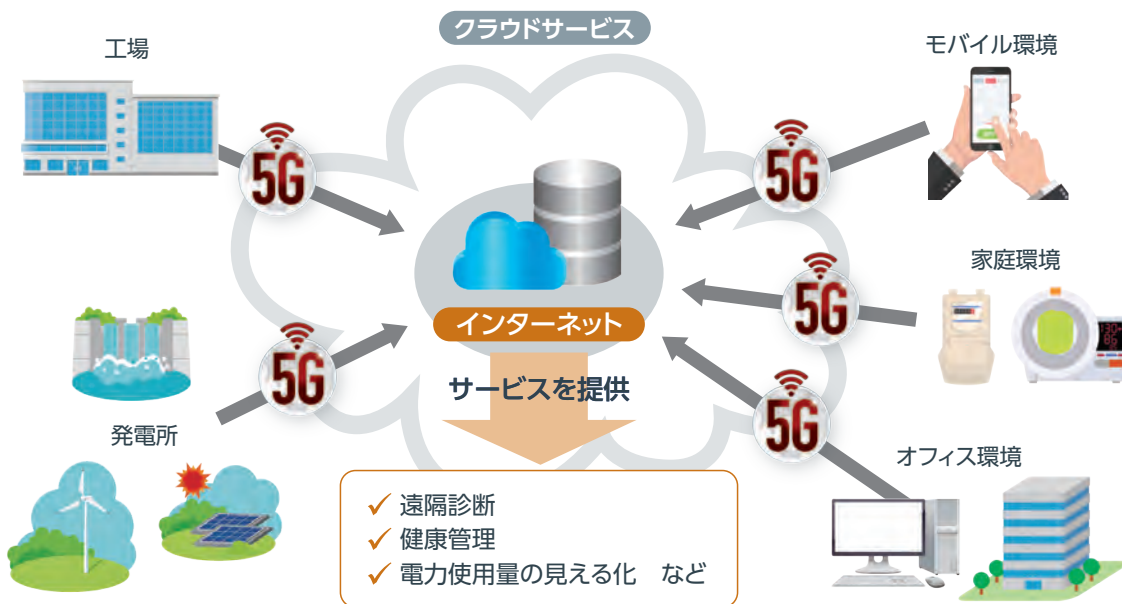 クラウドサービス
工場
モバイル環境
5G
5G
家庭環境
5G
インターネット
5G
サービスを提供
5G
発電所
オフィス環境
✓ 遠隔診断
✓ 健康管理
✓ 電力使用量の見える化　など